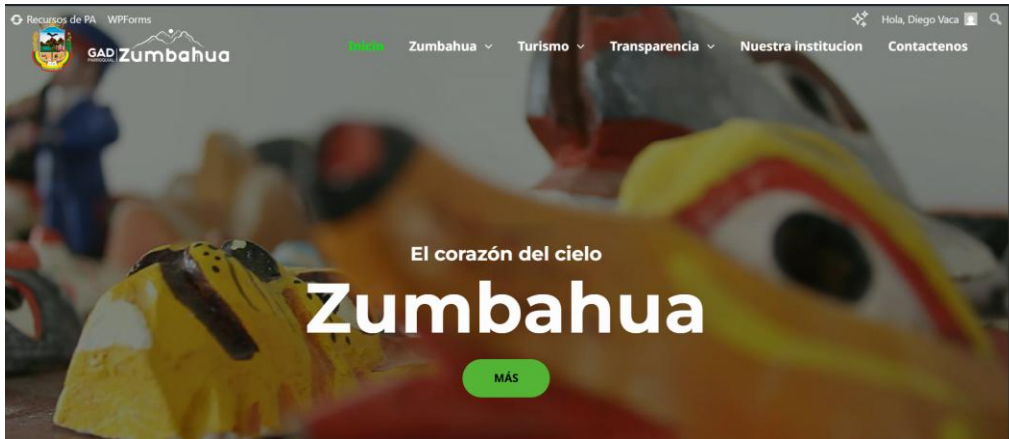 Recursos de PA WPForms Hola, Diego Vaca
GAD PARROQUIAL Zumbahua
Inicio Zumbahua Turismo Transparencia Nuestra institucion Contactenos
El corazón del cielo
Zumbahua
MÁS